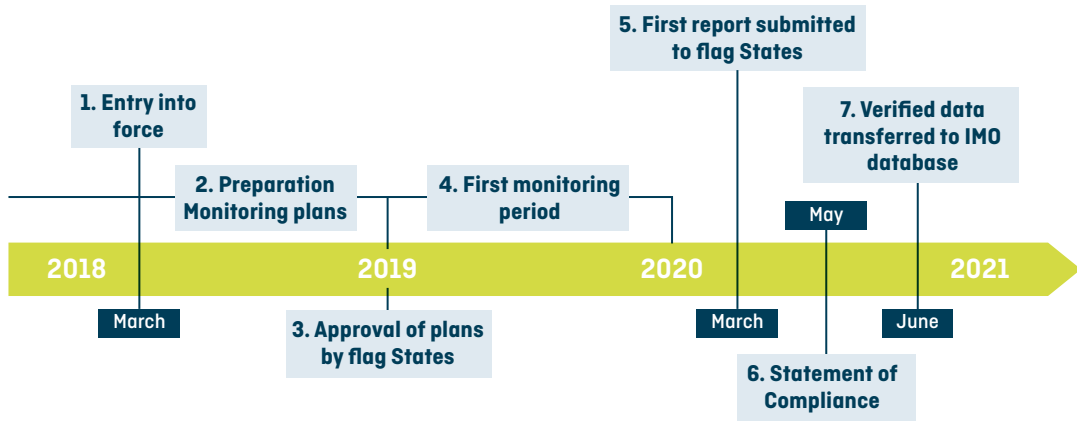 5. First report submitted
to flag States
1. Entry into
force
7. Verified data
transferred to IMO
database
2. Preparation
Monitoring plans
4. First monitoring
period
May
2018
2019
2020
2021
March
3. Approval of plans
by flag States
March
June
6. Statement of
Compliance